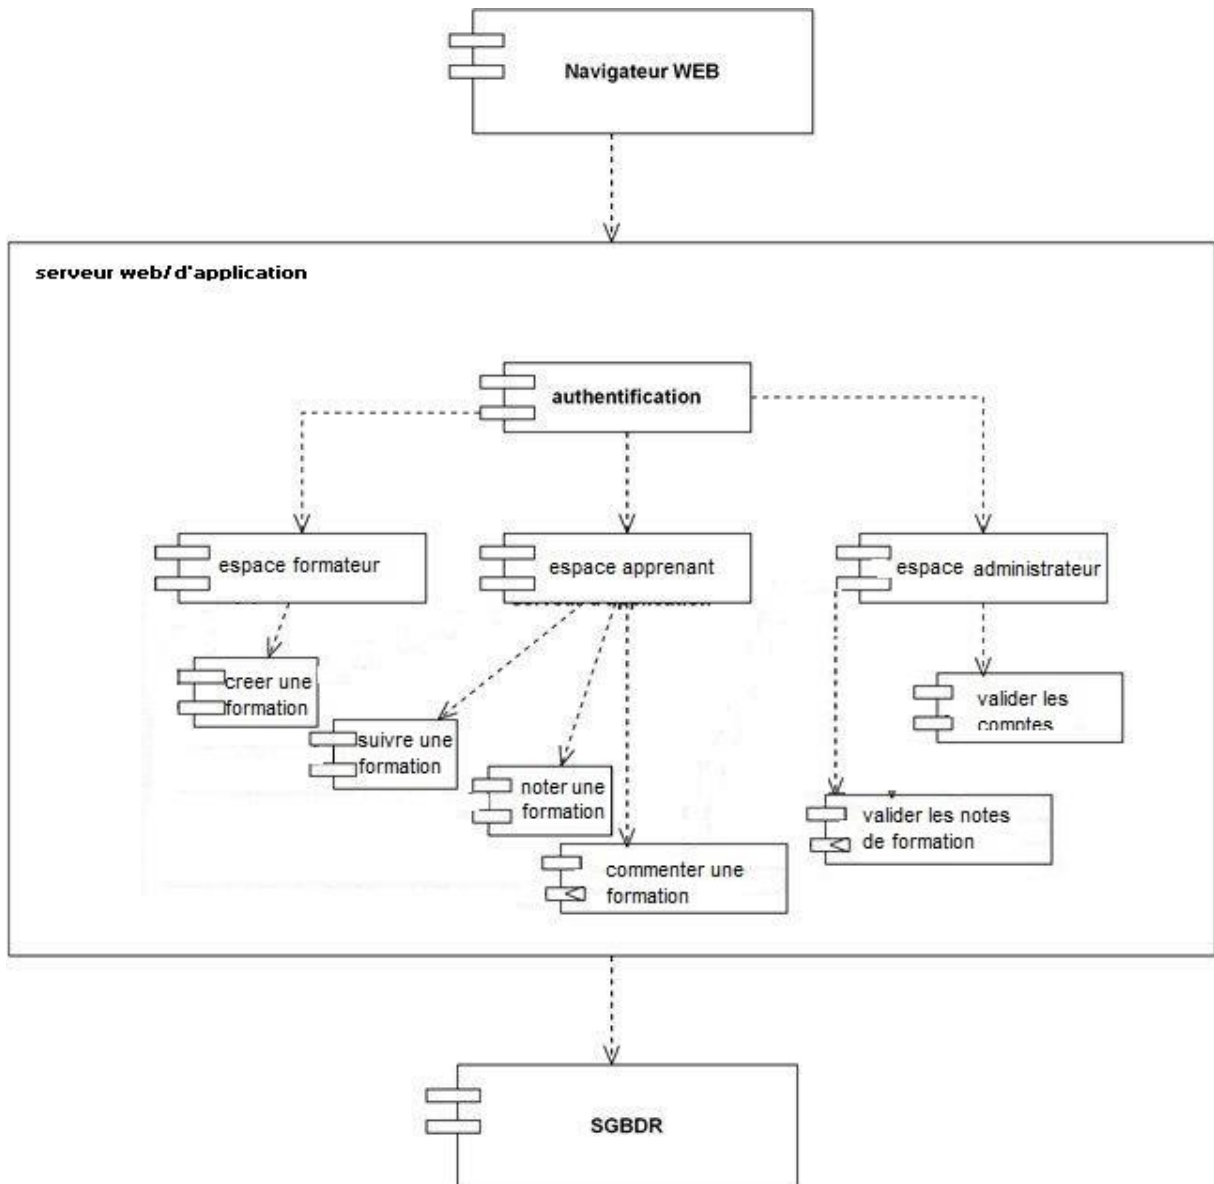 Navigateur WEB
serveur web/d'application
authentification
espace formateur
espace apprenant
espace administrateur
creer une
formation
suivre une
formation
noter une
formation
commenter une
formation
valider les
comptes
valider les notes
de formation
SGBDR